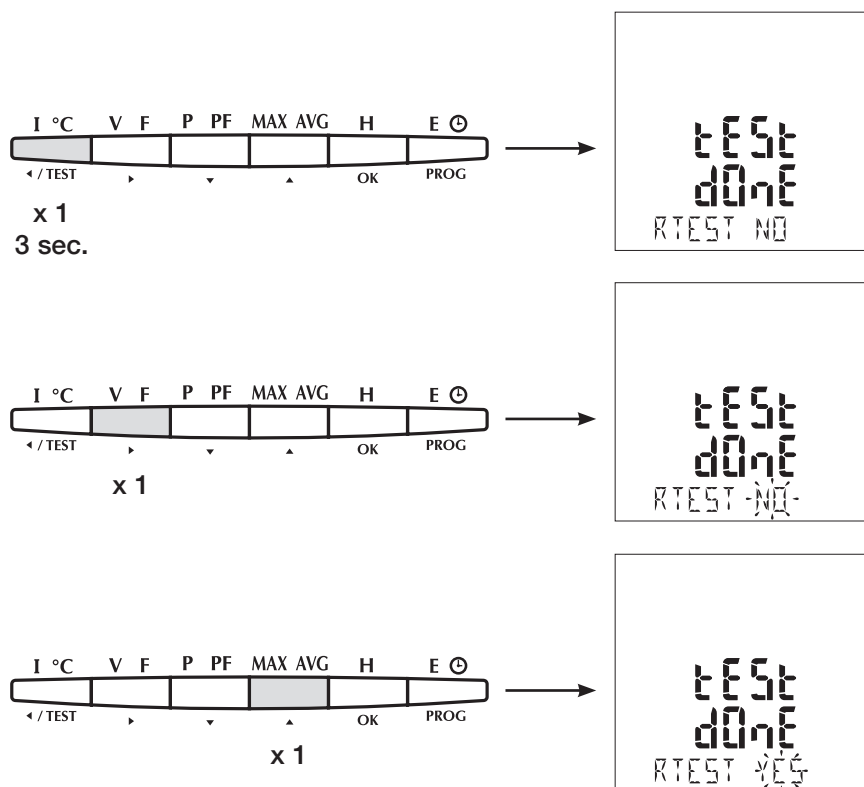 I °C V F P PF MAX AVG H E
/ TEST OK PROG
x 1
3 sec.
tESt
dOnE
RTEST NO
I °C V F P PF MAX AVG H E
/ TEST OK PROG
x 1
tESt
dOnE
RTEST NO
I °C V F P PF MAX AVG H E
/ TEST OK PROG
x 1
tESt
dOnE
RTEST YES